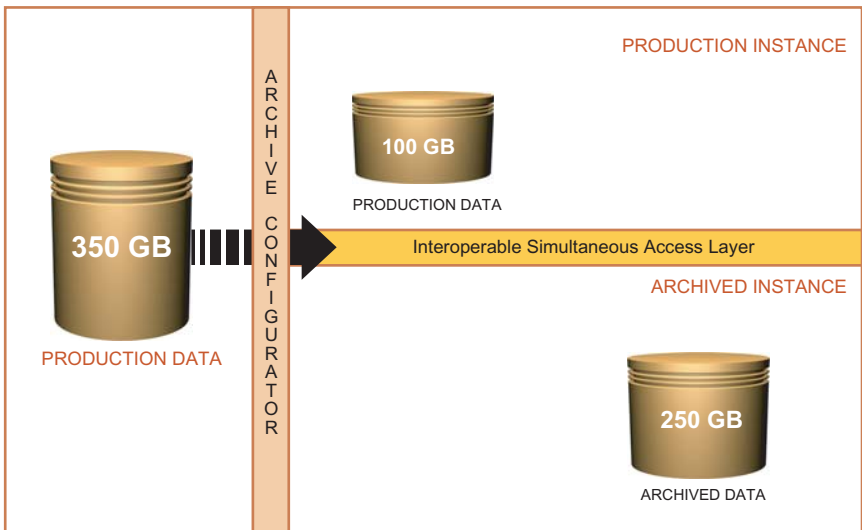 350 GB
PRODUCTION DATA
ARCHIVE CONFIGURATOR
PRODUCTION INSTANCE
100 GB
PRODUCTION DATA
Interoperable Simultaneous Access Layer
ARCHIVED INSTANCE
250 GB
ARCHIVED DATA